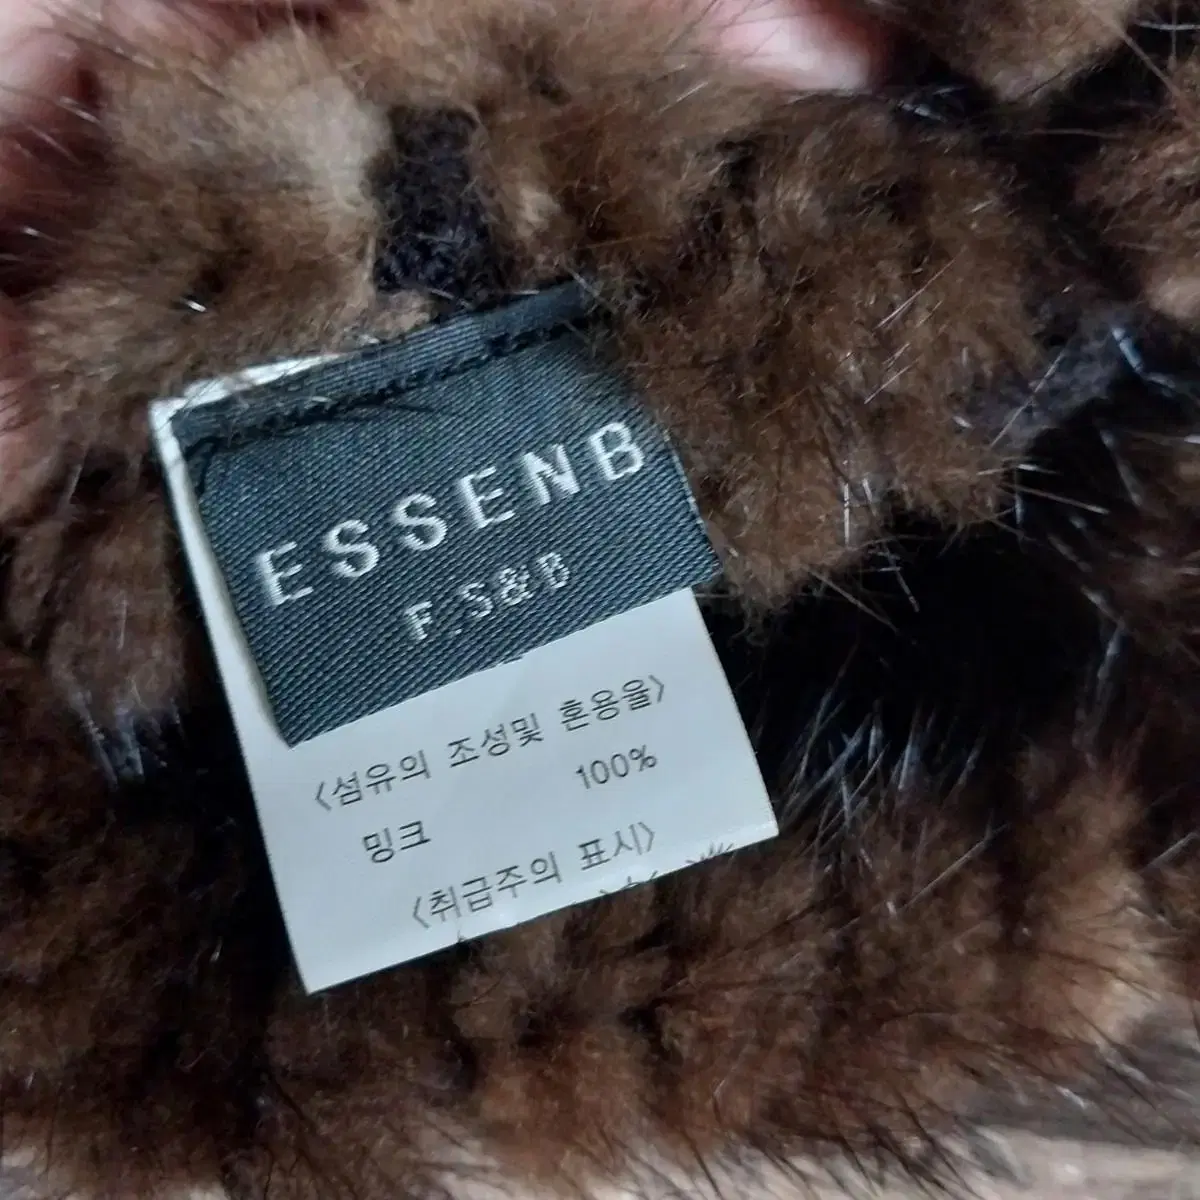 ESSENB
F.S&B
<섬유의 조성및 혼용율>
100%
밍크
<취급주의 표시>